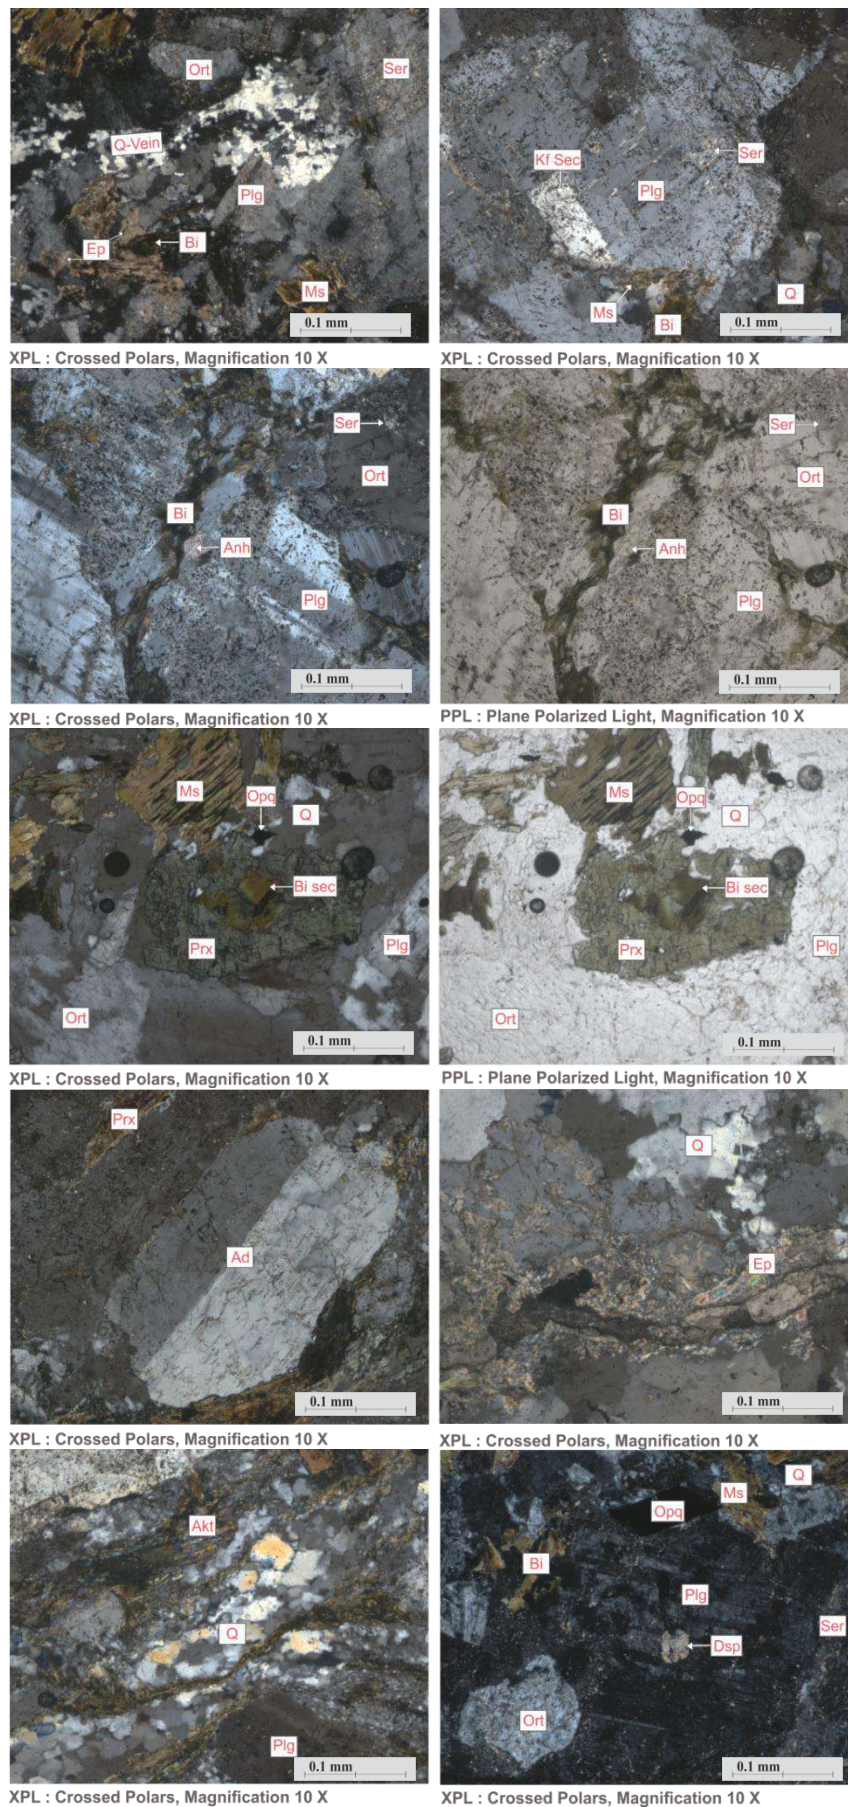 Ort
Ser
Q-Vein
Plg
Ep
Bi
Ms
0.1 mm
XPL : Crossed Polars, Magnification 10 X
Kf Sec
Ser
Plg
Ms
Bi
Q
0.1 mm
XPL : Crossed Polars, Magnification 10 X
Ser
Ort
Bi
Anh
Plg
0.1 mm
XPL : Crossed Polars, Magnification 10 X
Ser
Ort
Bi
Anh
Plg
0.1 mm
PPL : Plane Polarized Light, Magnification 10 X
Ms
Opq
Q
Bi sec
Prx
Plg
Ort
0.1 mm
XPL : Crossed Polars, Magnification 10 X
Ms
Opq
Q
Bi sec
Prx
Plg
Ort
0.1 mm
PPL : Plane Polarized Light, Magnification 10 X
Prx
Ad
0.1 mm
XPL : Crossed Polars, Magnification 10 X
Q
Ep
0.1 mm
XPL : Crossed Polars, Magnification 10 X
Akt
Q
Plg
0.1 mm
XPL : Crossed Polars, Magnification 10 X
Q
Ms
Opq
Bi
Plg
Ser
Dsp
Ort
0.1 mm
XPL : Crossed Polars, Magnification 10 X